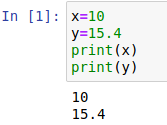 In [1]: x=10
y=15.4
print(x)
print(y)
10
15.4